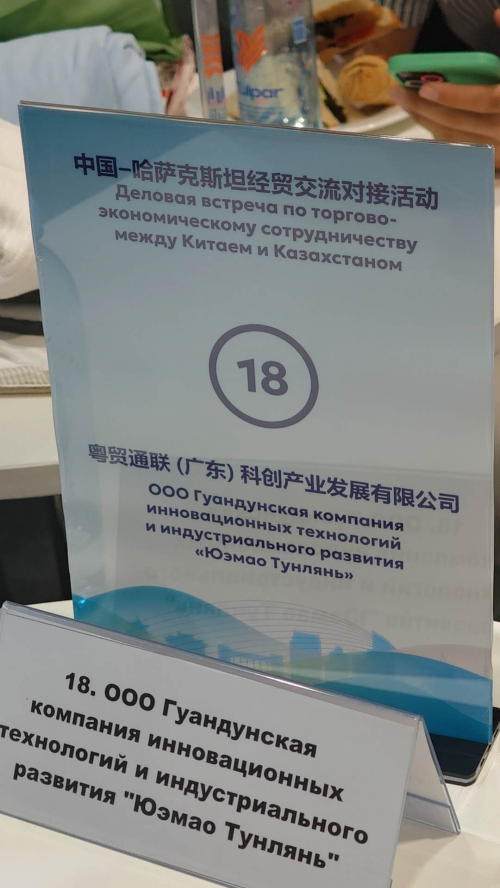 中国-哈萨克斯坦经贸交流对接活动
Деловая встреча по торгово-
экономическому сотрудничеству
между Китаем и Казахстаном
18
粤贸通联（广东）科创产业发展有限公司
ООО Гуандунская компания
инновационных технологий
и индустриального развития
«Юэмао Тунлянь»
18. ООО Гуандунская
компания инновационных
технологий и индустриального
развития "Юэмао Тунлянь"